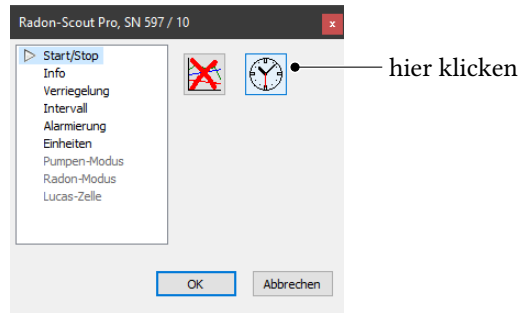 Radon-Scout Pro, SN 597 / 10
x
Start/Stop
Info
Verriegelung
Intervall
Alarmierung
Einheiten
Pumpen-Modus
Radon-Modus
Lucas-Zelle
hier klicken
OK
Abbrechen